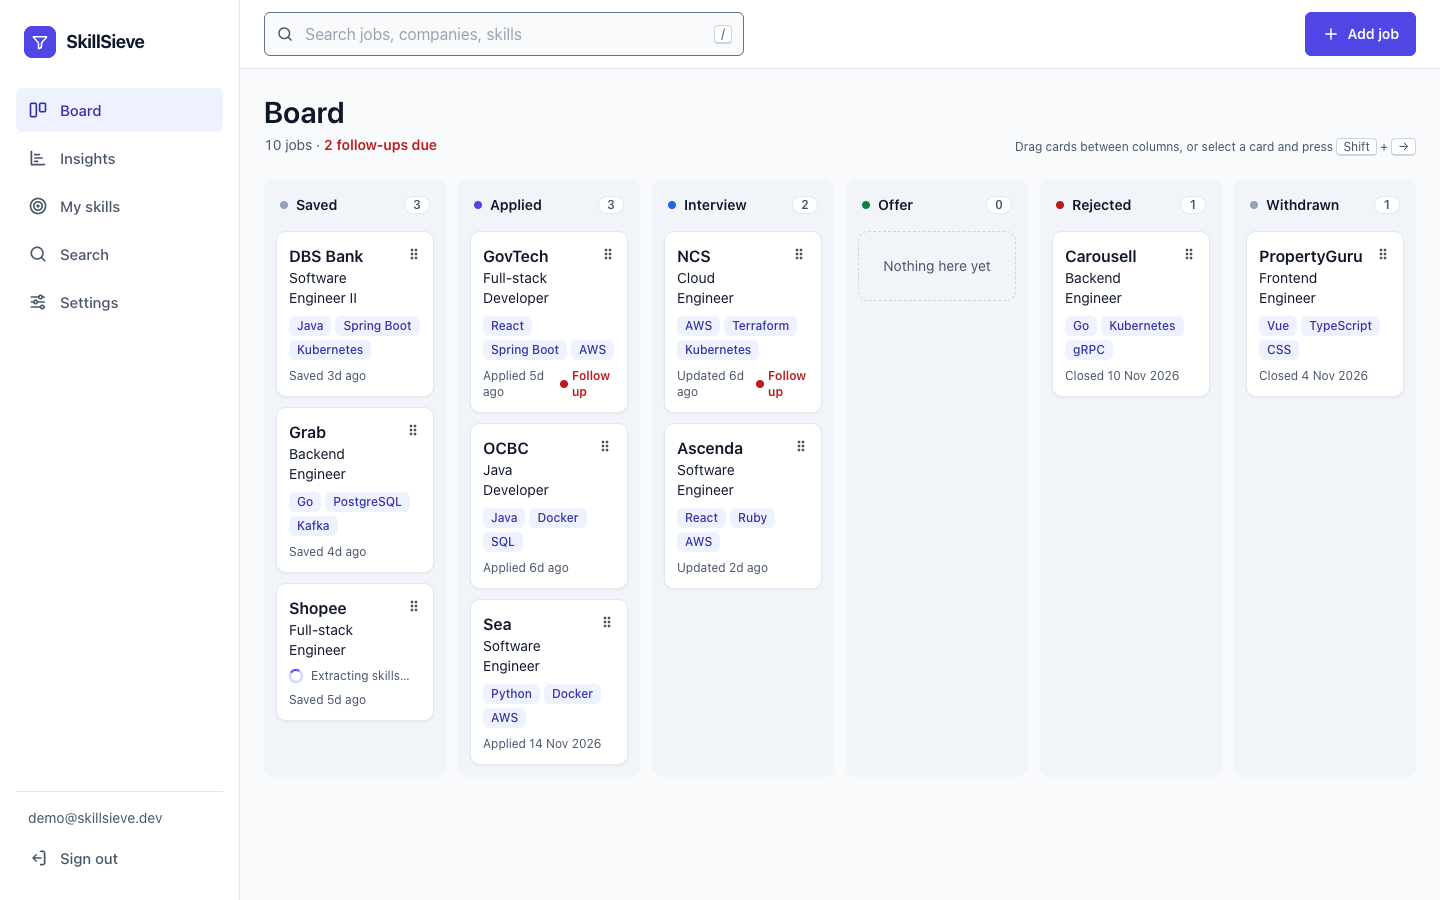 SkillSieve
Board
Insights
My skills
Search
Settings
demo@skillsieve.dev
Sign out
Search jobs, companies, skills
/
Add job
Board
10 jobs · 2 follow-ups due
Drag cards between columns, or select a card and press Shift + →
Saved 3
DBS Bank
Software
Engineer II
Java Spring Boot
Kubernetes
Saved 3d ago
Grab
Backend
Engineer
Go PostgreSQL
Kafka
Saved 4d ago
Shopee
Full-stack
Engineer
Extracting skills...
Saved 5d ago
Applied 3
GovTech
Full-stack
Developer
React
Spring Boot AWS
Applied 5d
ago
Follow
up
OCBC
Java
Developer
Java Docker
SQL
Applied 6d ago
Sea
Software
Engineer
Python Docker
AWS
Applied 14 Nov 2026
Interview 2
NCS
Cloud
Engineer
AWS Terraform
Kubernetes
Updated 6d
ago
Follow
up
Ascenda
Software
Engineer
React Ruby
AWS
Updated 2d ago
Offer 0
Nothing here yet
Rejected 1
Carousell
Backend
Engineer
Go Kubernetes
gRPC
Closed 10 Nov 2026
Withdrawn 1
PropertyGuru
Frontend
Engineer
Vue TypeScript
CSS
Closed 4 Nov 2026